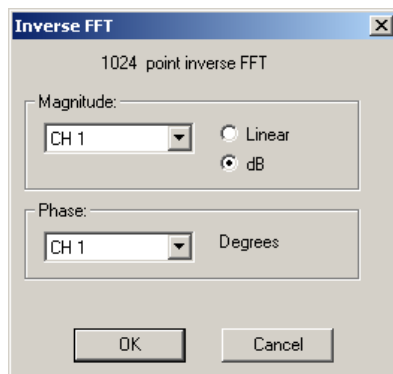 Inverse FFT
1024 point inverse FFT
Magnitude:
CH 1
Linear
dB
Phase:
CH 1
Degrees
OK
Cancel